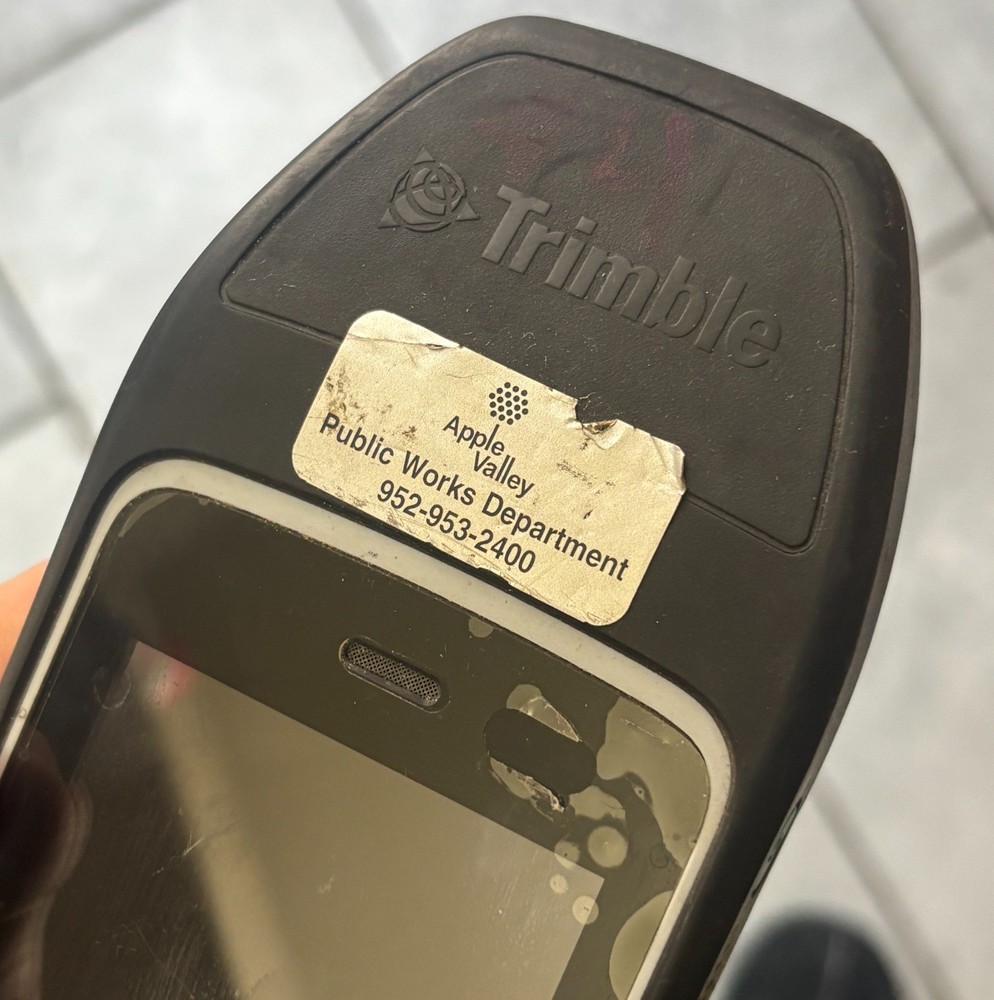 Trimble
Apple
Valley
Public Works Department
952-953-2400